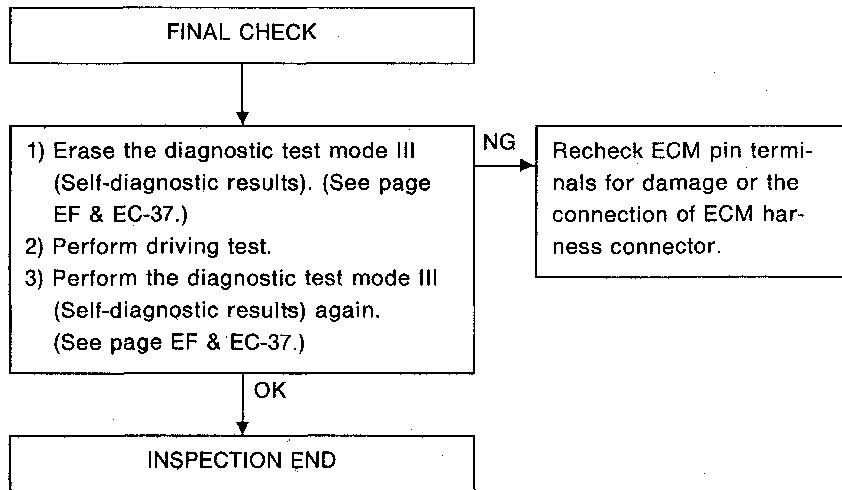 FINAL CHECK
1) Erase the diagnostic test mode III
(Self-diagnostic results). (See page
EF & EC-37.)
2) Perform driving test.
3) Perform the diagnostic test mode III
(Self-diagnostic results) again.
(See page EF & EC-37.)
NG
Recheck ECM pin termi-
nals for damage or the
connection of ECM har-
ness connector.
OK
INSPECTION END